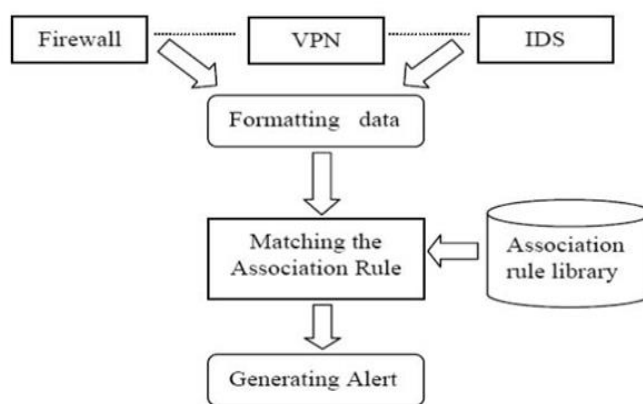 Firewall
VPN
IDS
Formatting data
Matching the
Association Rule
Association
rule library
Generating Alert